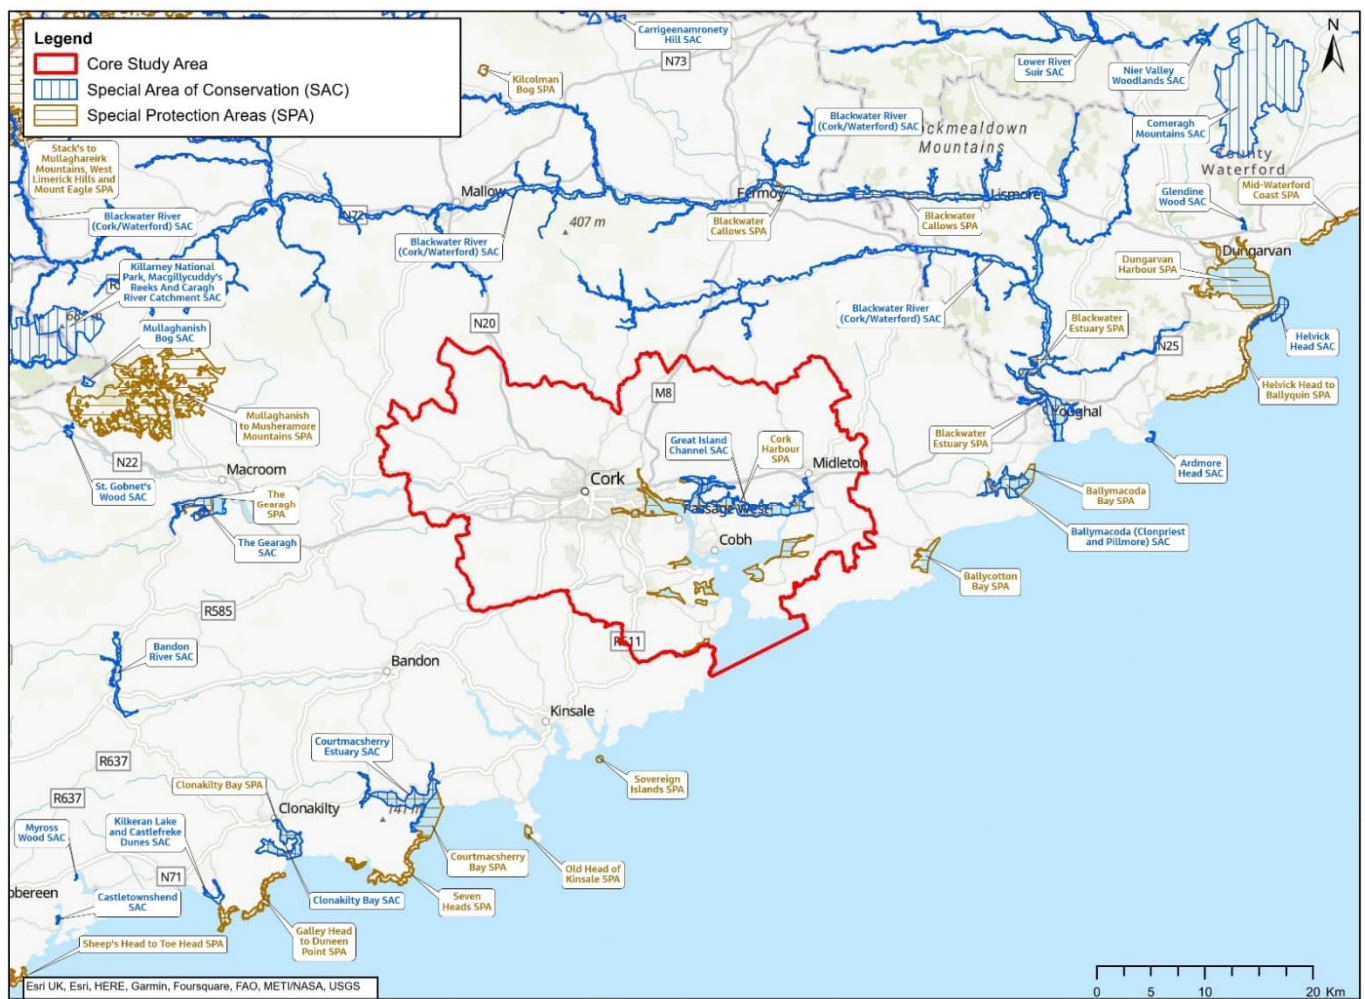 Legend
Core Study Area
Special Area of Conservation (SAC)
Special Protection Areas (SPA)
N
Carrigeenamronety
Hill SAC
N73
Kilcolman
Bog SPA
Lower River
Suir SAC
Nier Valley
Woodlands SAC
Comeragh
Mountains SAC
County
Waterford
Blackwater River
(Cork/Waterford) SAC
ckmealdown
Mountains
Stack's to
Mullaghareirk
Mountains, West
Limerick Hills and
Mount Eagle SPA
Mallow
Fermoy
Lismore
Glendine
Wood SAC
Mid-Waterford
Coast SPA
Blackwater River
(Cork/Waterford) SAC
N72
407 m
Blackwater
Callows SPA
Blackwater
Callows SPA
Blackwater River
(Cork/Waterford) SAC
Dungarvan
Dungarvan
Harbour SPA
Killarney National
Park, Macgillycuddy's
Reeks And Caragh
River Catchment SAC
Blackwater River
(Cork/Waterford) SAC
Mullaghanish
Bog SAC
N20
Blackwater
Estuary SPA
N25
Helvick
Head SAC
M8
Helvick Head to
Ballyquin SPA
Mullaghanish
to Musheramore
Mountains SPA
Youghal
Blackwater
Estuary SPA
Great Island
Channel SAC
Cork
Harbour
SPA
N22
Macroom
Midleton
Ardmore
Head SAC
St. Gobnet's
Wood SAC
The
Gearagh
SPA
Cork
Ballymacoda
Bay SPA
Passage West
The Gearagh
SAC
Cobh
Ballymacoda (Clonpriest
and Pillmore) SAC
Ballycotton
Bay SPA
R585
R611
Bandon
River SAC
Bandon
Kinsale
Courtmacsherry
Estuary SAC
R637
Sovereign
Islands SPA
Clonakilty Bay SPA
R637
Clonakilty
141 m
Myross
Wood SAC
Kilkeran Lake
and Castlefreke
Dunes SAC
Courtmacsherry
Bay SPA
Old Head of
Kinsale SPA
N71
obereen
Castletownshend
SAC
Clonakilty Bay SAC
Seven
Heads SPA
Sheep's Head to Toe Head SPA
Galley Head
to Duneen
Point SPA
Esri UK, Esri, HERE, Garmin, Foursquare, FAO, METI/NASA, USGS
0 5 10 20 Km